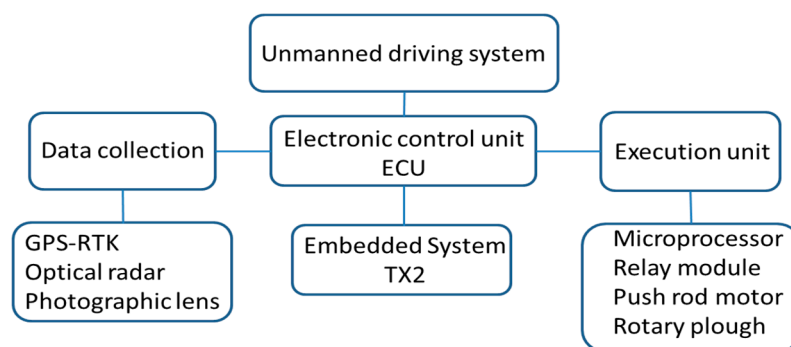 Unmanned driving system
Data collection
Electronic control unit
ECU
Execution unit
GPS-RTK
Optical radar
Photographic lens
Embedded System
TX2
Microprocessor
Relay module
Push rod motor
Rotary plough